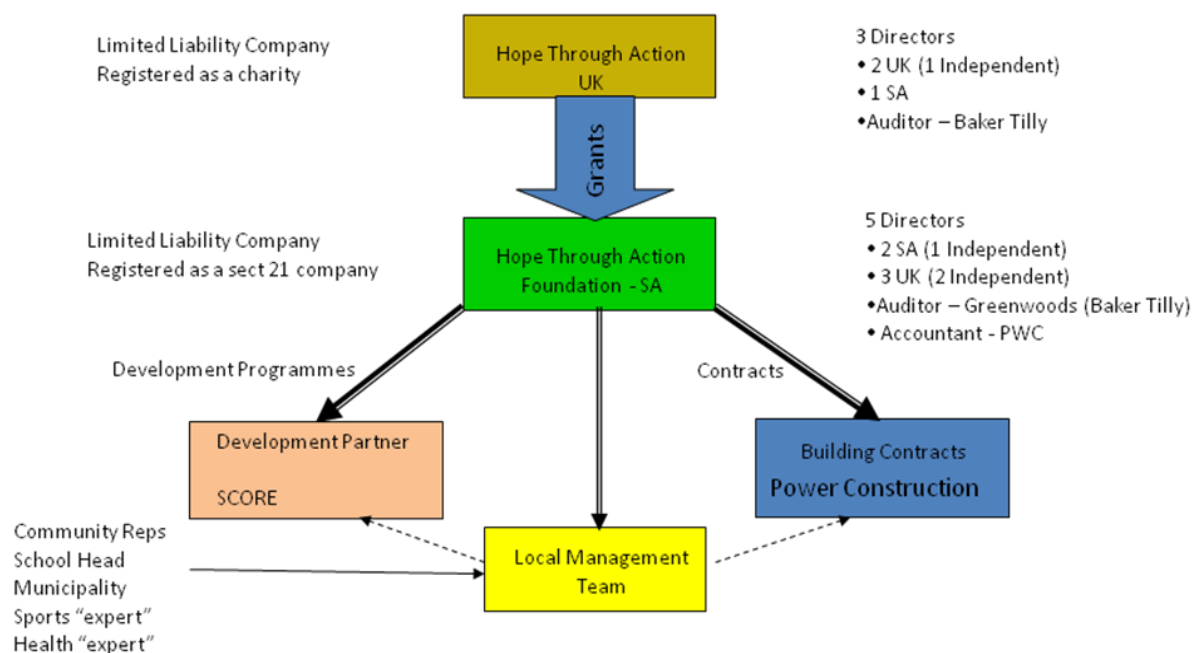 Limited Liability Company
Registered as a charity
Hope Through Action
UK
3 Directors
• 2 UK (1 Independent)
• 1 SA
•Auditor – Baker Tilly
Grants
Limited Liability Company
Registered as a sect 21 company
Hope Through Action
Foundation - SA
5 Directors
• 2 SA (1 Independent)
• 3 UK (2 Independent)
•Auditor – Greenwoods (Baker Tilly)
• Accountant - PWC
Development Programmes
Contracts
Development Partner
SCORE
Building Contracts
Power Construction
Community Reps
School Head
Municipality
Sports “expert”
Health “expert”
Local Management
Team